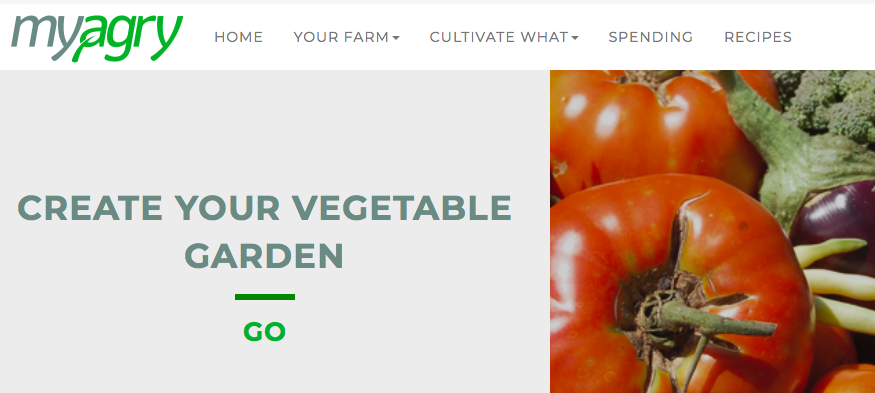 myagry
HOME YOUR FARM CULTIVATE WHAT SPENDING RECIPES
CREATE YOUR VEGETABLE
GARDEN
GO